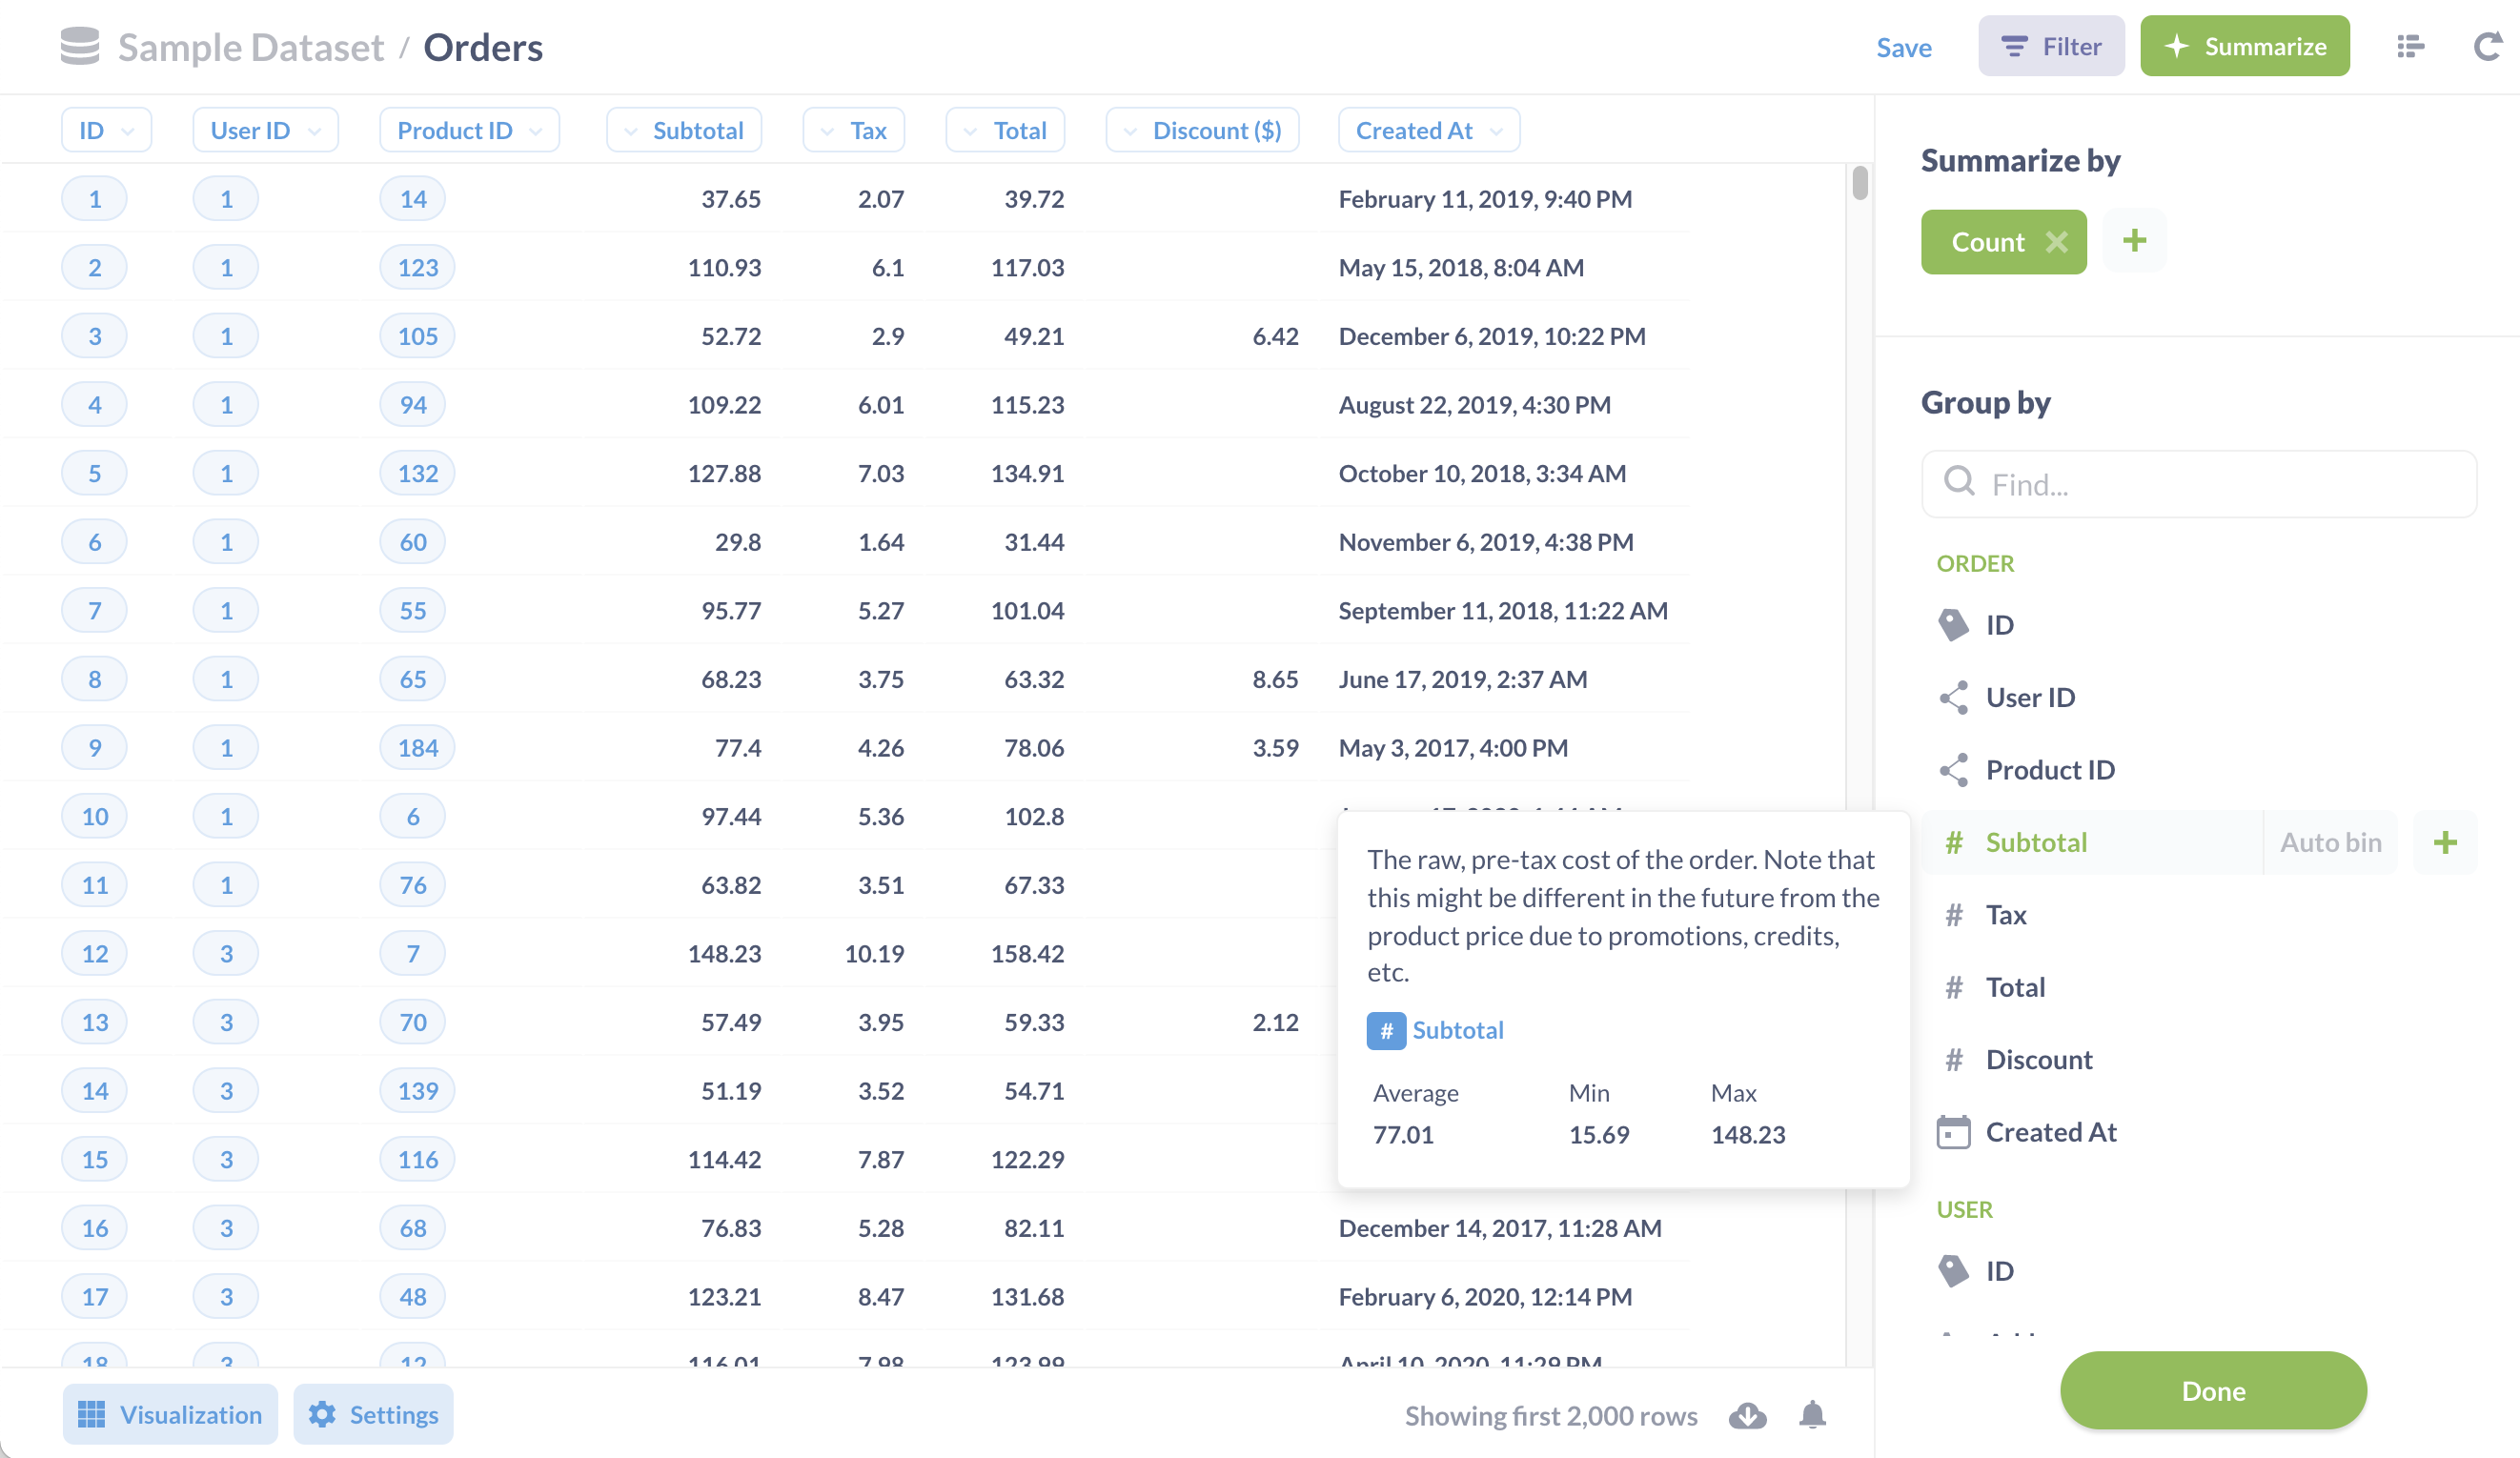 Sample Dataset / Orders
Save
Filter
Summarize
ID User ID Product ID Subtotal Tax Total Discount ($) Created At
1 1 14 37.65 2.07 39.72 February 11, 2019, 9:40 PM
2 1 123 110.93 6.1 117.03 May 15, 2018, 8:04 AM
3 1 105 52.72 2.9 49.21 6.42 December 6, 2019, 10:22 PM
4 1 94 109.22 6.01 115.23 August 22, 2019, 4:30 PM
5 1 132 127.88 7.03 134.91 October 10, 2018, 3:34 AM
6 1 60 29.8 1.64 31.44 November 6, 2019, 4:38 PM
7 1 55 95.77 5.27 101.04 September 11, 2018, 11:22 AM
8 1 65 68.23 3.75 63.32 8.65 June 17, 2019, 2:37 AM
9 1 184 77.4 4.26 78.06 3.59 May 3, 2017, 4:00 PM
10 1 6 97.44 5.36 102.8
11 1 76 63.82 3.51 67.33
12 3 7 148.23 10.19 158.42
13 3 70 57.49 3.95 59.33 2.12
14 3 139 51.19 3.52 54.71
15 3 116 114.42 7.87 122.29
16 3 68 76.83 5.28 82.11 December 14, 2017, 11:28 AM
17 3 48 123.21 8.47 131.68 February 6, 2020, 12:14 PM
18 3 12 116.01 7.98 123.99 April 10, 2020, 11:29 PM
The raw, pre-tax cost of the order. Note that
this might be different in the future from the
product price due to promotions, credits,
etc.
# Subtotal
Average Min Max
77.01 15.69 148.23
Visualization
Settings
Showing first 2,000 rows
Summarize by
Count
Group by
Find...
ORDER
ID
User ID
Product ID
# Subtotal Auto bin
# Tax
# Total
# Discount
Created At
USER
ID
Done